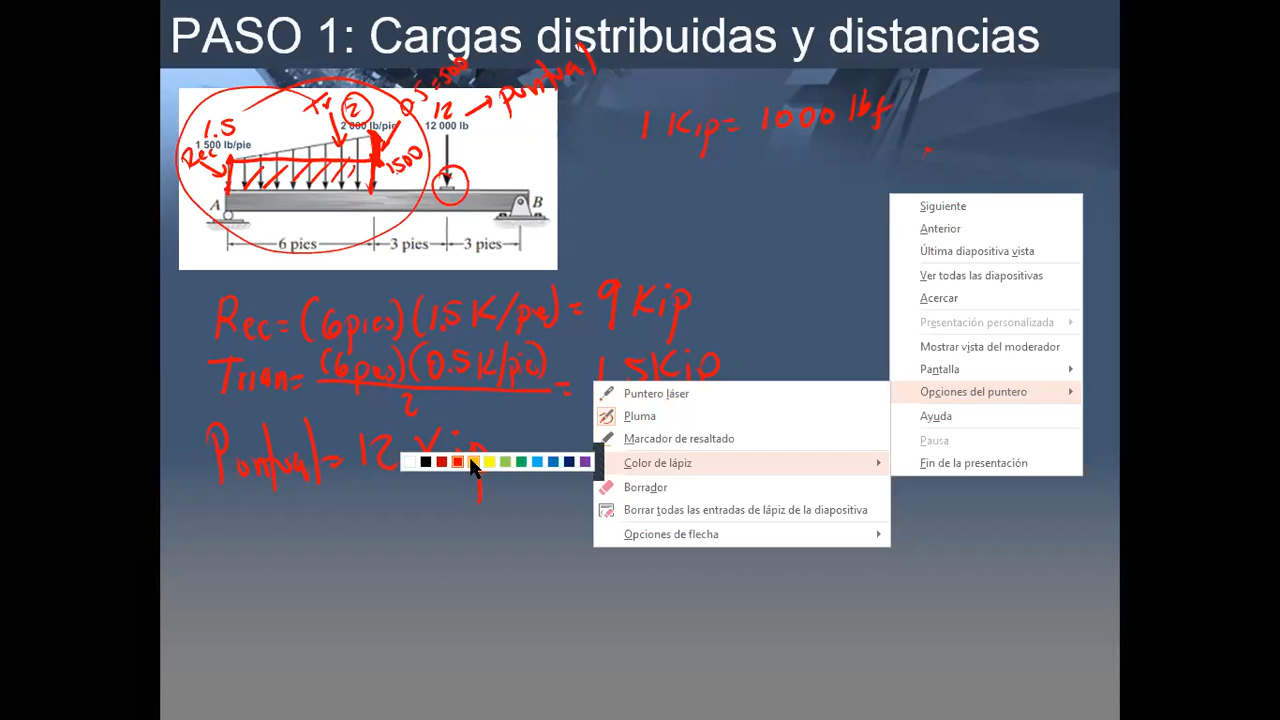 PASO 1: Cargas distribuidas y distancias
0.5=500
1.5
2
12 → puntual
1 Kip= 1000 lbf
1 500 lb/pie
2 000 lb/pie
12 000 lb
Rec
1500
A
B
6 pies
3 pies
3 pies
Rec= (6pies)(1.5K/pie)= 9 Kip
Trian= (6pies)(0.5K/pie) = 1.5Kip
2
Puntual= 12 Kip
Siguiente
Anterior
Última diapositiva vista
Ver todas las diapositivas
Acercar
Presentación personalizada
Mostrar vista del moderador
Pantalla
Opciones del puntero
Ayuda
Pausa
Fin de la presentación
Puntero láser
Pluma
Marcador de resaltado
Color de lápiz
Borrador
Borrar todas las entradas de lápiz de la diapositiva
Opciones de flecha